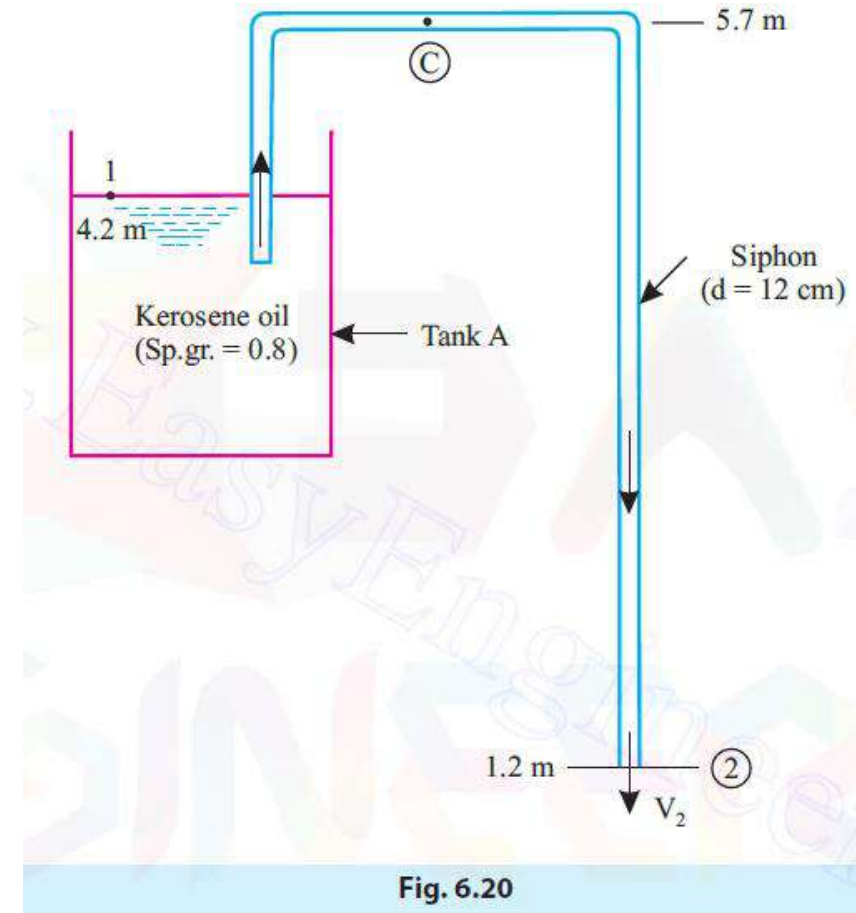 5.7 m
C
1
4.2 m
Siphon
(d = 12 cm)
Kerosene oil
(Sp.gr. = 0.8)
Tank A
1.2 m
2
V₂
Fig. 6.20